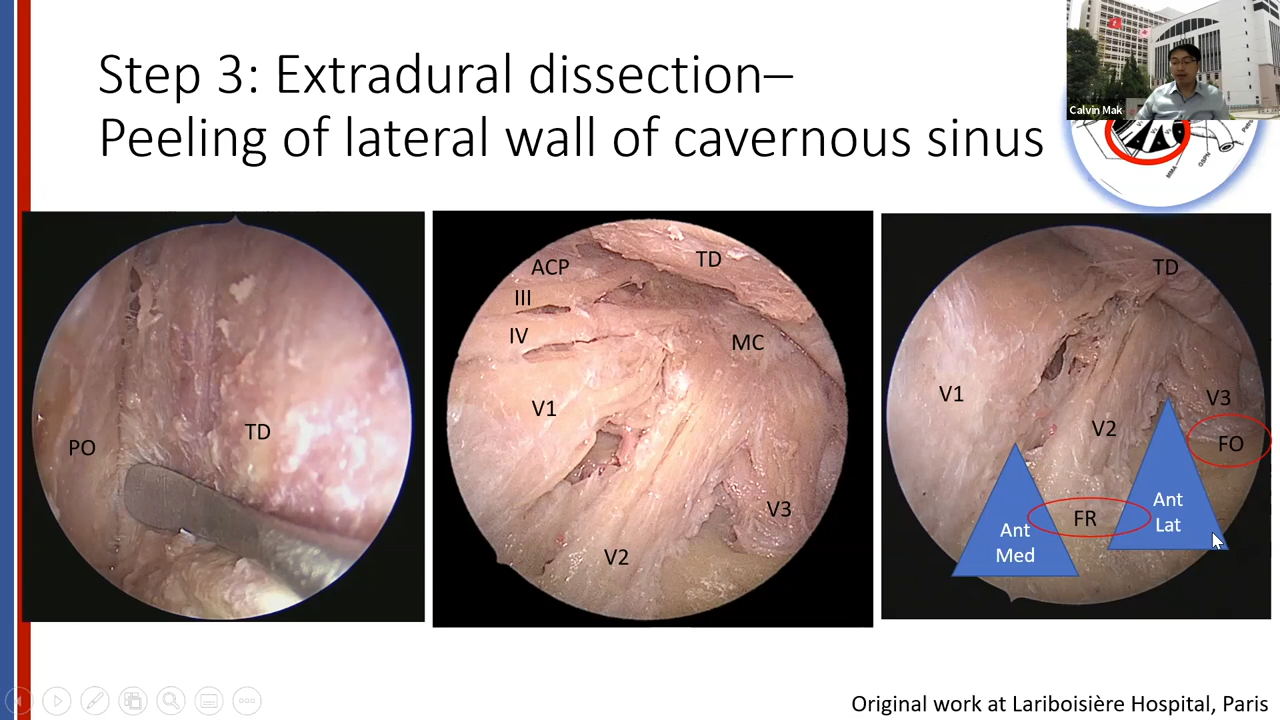 Step 3: Extradural dissection–
Peeling of lateral wall of cavernous sinus
Calvin Mak
MMA
GSPN
PO
TD
ACP
TD
III
IV
MC
V1
V3
V2
TD
V1
V3
V2
FO
Ant
Lat
FR
Ant
Med
Original work at Lariboisière Hospital, Paris